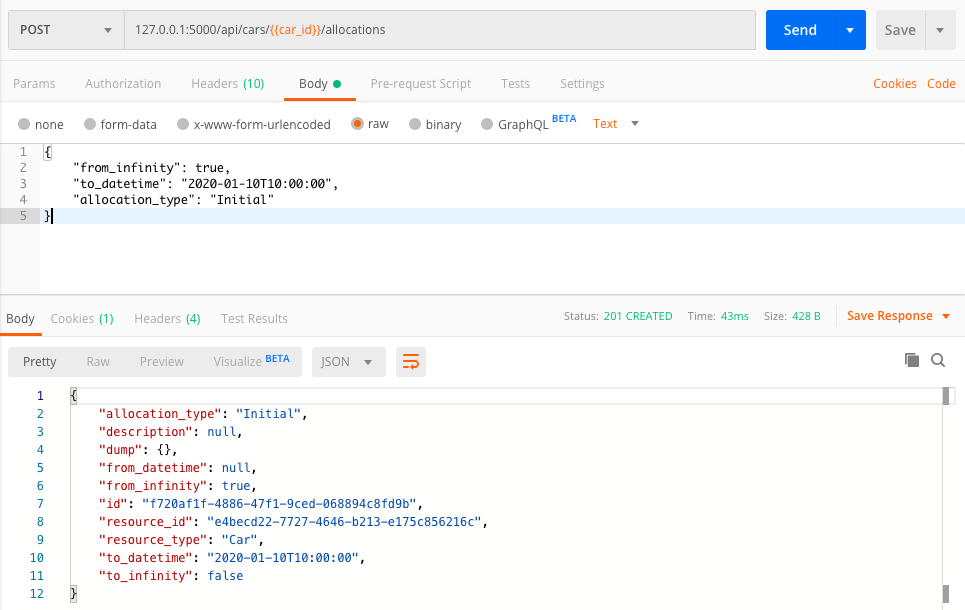 POST 127.0.0.1:5000/api/cars/{{car_id}}/allocations Send Save
Params Authorization Headers (10) Body Pre-request Script Tests Settings Cookies Code
none form-data x-www-form-urlencoded raw binary GraphQL BETA Text
1 {
2 "from_infinity": true,
3 "to_datetime": "2020-01-10T10:00:00",
4 "allocation_type": "Initial"
5 }
Body Cookies (1) Headers (4) Test Results Status: 201 CREATED Time: 43ms Size: 428 B Save Response
Pretty Raw Preview Visualize BETA JSON
1 {
2 "allocation_type": "Initial",
3 "description": null,
4 "dump": {},
5 "from_datetime": null,
6 "from_infinity": true,
7 "id": "f720af1f-4886-47f1-9ced-068894c8fd9b",
8 "resource_id": "e4becd22-7727-4646-b213-e175c856216c",
9 "resource_type": "Car",
10 "to_datetime": "2020-01-10T10:00:00",
11 "to_infinity": false
12 }